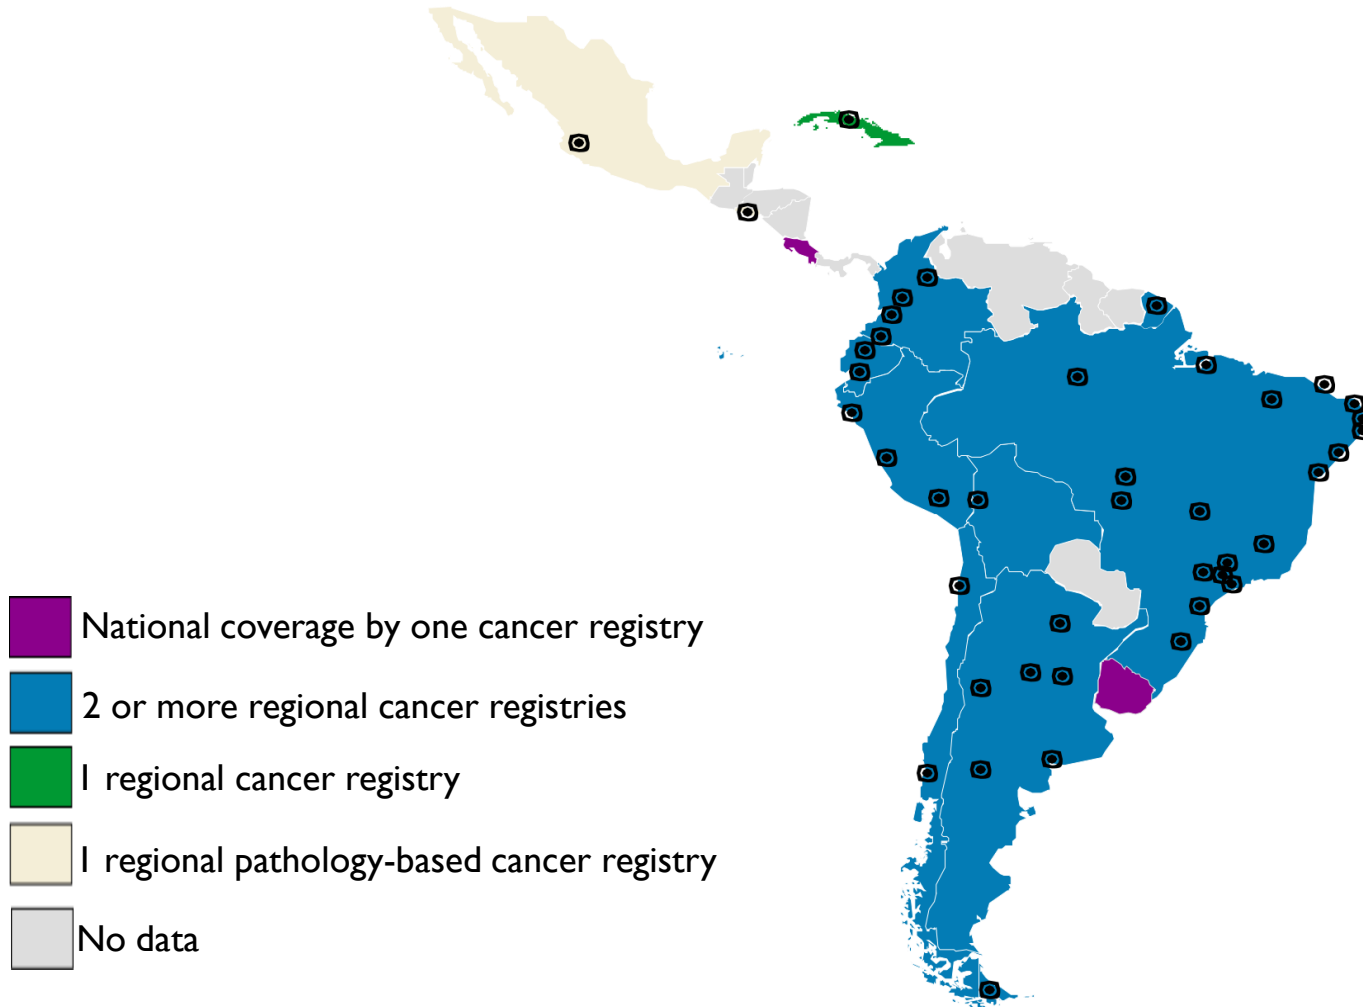 National coverage by one cancer registry
2 or more regional cancer registries
1 regional cancer registry
1 regional pathology-based cancer registry
No data